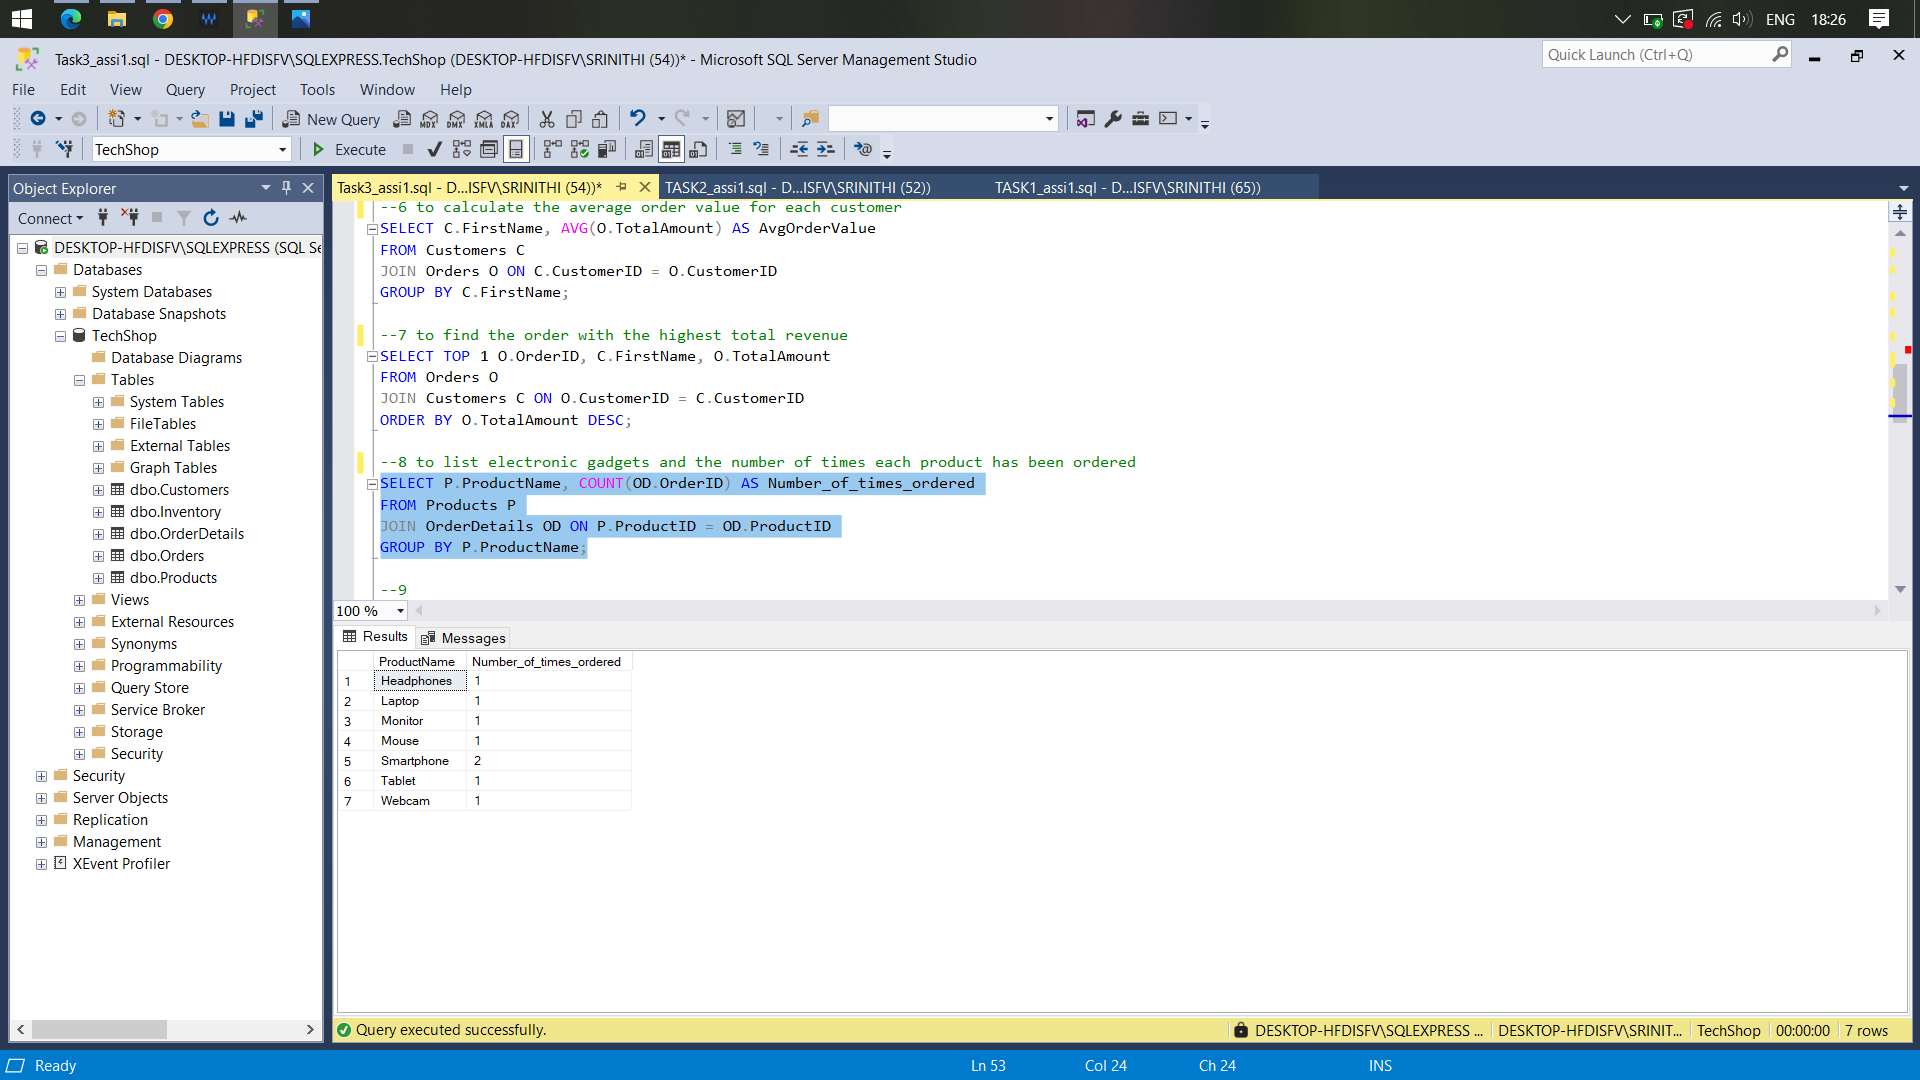 ENG 18:26
Task3_assi1.sql - DESKTOP-HFDISFV\SQLEXPRESS.TechShop (DESKTOP-HFDISFV\SRINITHI (54))* - Microsoft SQL Server Management Studio
Quick Launch (Ctrl+Q)
File Edit View Query Project Tools Window Help
New Query MDX DMX XMLA DAX
TechShop Execute
Object Explorer
Task3_assi1.sql - D...ISFV\SRINITHI (54))* TASK2_assi1.sql - D...ISFV\SRINITHI (52)) TASK1_assi1.sql - D...ISFV\SRINITHI (65))
Connect
DESKTOP-HFDISFV\SQLEXPRESS (SQL Se
Databases
System Databases
Database Snapshots
TechShop
Database Diagrams
Tables
System Tables
FileTables
External Tables
Graph Tables
dbo.Customers
dbo.Inventory
dbo.OrderDetails
dbo.Orders
dbo.Products
Views
External Resources
Synonyms
Programmability
Query Store
Service Broker
Storage
Security
Security
Server Objects
Replication
Management
XEvent Profiler
--6 to calculate the average order value for each customer
SELECT C.FirstName, AVG(O.TotalAmount) AS AvgOrderValue
FROM Customers C
JOIN Orders O ON C.CustomerID = O.CustomerID
GROUP BY C.FirstName;
--7 to find the order with the highest total revenue
SELECT TOP 1 O.OrderID, C.FirstName, O.TotalAmount
FROM Orders O
JOIN Customers C ON O.CustomerID = C.CustomerID
ORDER BY O.TotalAmount DESC;
--8 to list electronic gadgets and the number of times each product has been ordered
SELECT P.ProductName, COUNT(OD.OrderID) AS Number_of_times_ordered
FROM Products P
JOIN OrderDetails OD ON P.ProductID = OD.ProductID
GROUP BY P.ProductName;
--9
100 %
Results Messages
ProductName Number_of_times_ordered
1 Headphones 1
2 Laptop 1
3 Monitor 1
4 Mouse 1
5 Smartphone 2
6 Tablet 1
7 Webcam 1
Query executed successfully. DESKTOP-HFDISFV\SQLEXPRESS ... DESKTOP-HFDISFV\SRINIT... TechShop 00:00:00 7 rows
Ready Ln 53 Col 24 Ch 24 INS